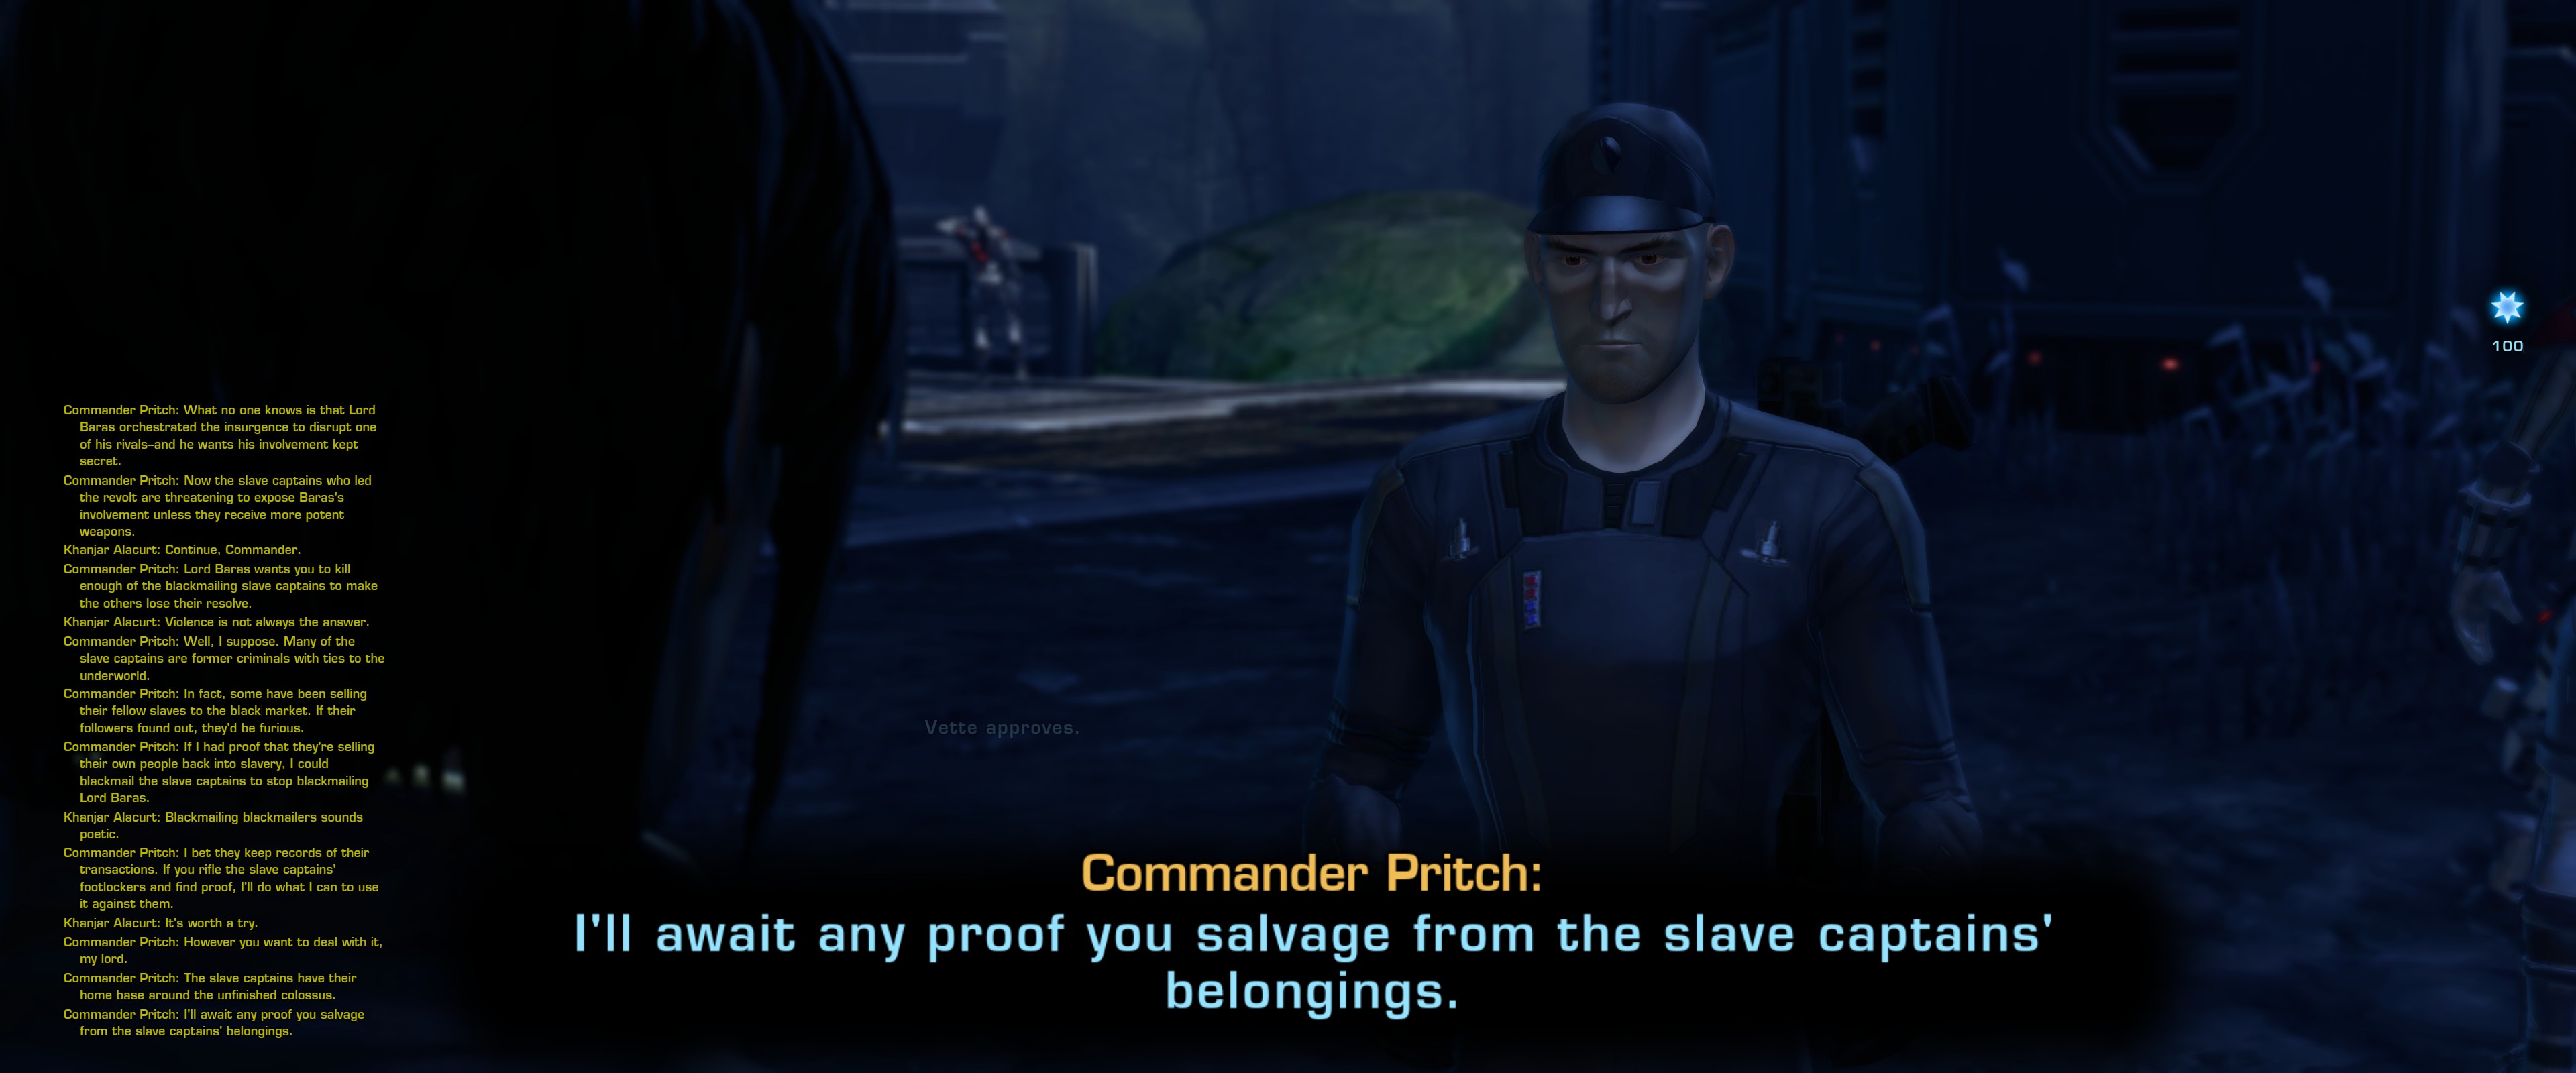 Commander Pritch: What no one knows is that Lord
Baras orchestrated the insurgence to disrupt one
of his rivals—and he wants his involvement kept
secret.
Commander Pritch: Now the slave captains who led
the revolt are threatening to expose Baras's
involvement unless they receive more potent
weapons.
Khanjar Alacurt: Continue, Commander.
Commander Pritch: Lord Baras wants you to kill
enough of the blackmailing slave captains to make
the others lose their resolve.
Khanjar Alacurt: Violence is not always the answer.
Commander Pritch: Well, I suppose. Many of the
slave captains are former criminals with ties to the
underworld.
Commander Pritch: In fact, some have been selling
their fellow slaves to the black market. If their
followers found out, they'd be furious.
Commander Pritch: If I had proof that they're selling
their own people back into slavery, I could
blackmail the slave captains to stop blackmailing
Lord Baras.
Khanjar Alacurt: Blackmailing blackmailers sounds
poetic.
Commander Pritch: I bet they keep records of their
transactions. If you rifle the slave captains'
footlockers and find proof, I'll do what I can to use
it against them.
Khanjar Alacurt: It's worth a try.
Commander Pritch: However you want to deal with it,
my lord.
Commander Pritch: The slave captains have their
home base around the unfinished colossus.
Commander Pritch: I'll await any proof you salvage
from the slave captains' belongings.
Vette approves.
100
Commander Pritch:
I'll await any proof you salvage from the slave captains'
belongings.